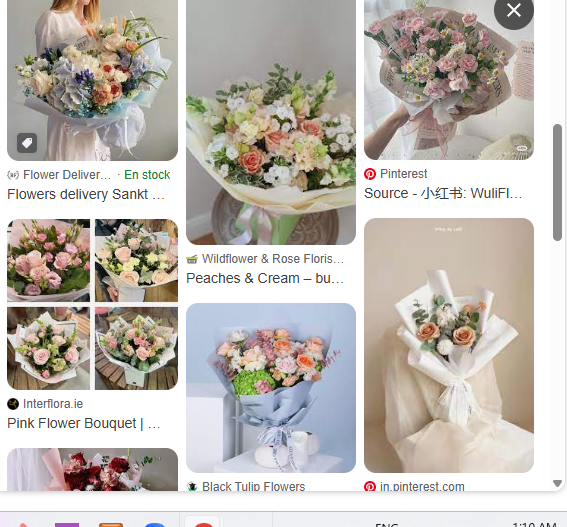 Flower Deliver... · En stock
Flowers delivery Sankt ...
Interflora.ie
Pink Flower Bouquet | ...
Wildflower & Rose Floris...
Peaches & Cream – bu...
Black Tulip Flowers
Pinterest
Source - 小红书: WuliFl...
in.pinterest.com
ENG
1:10 AM